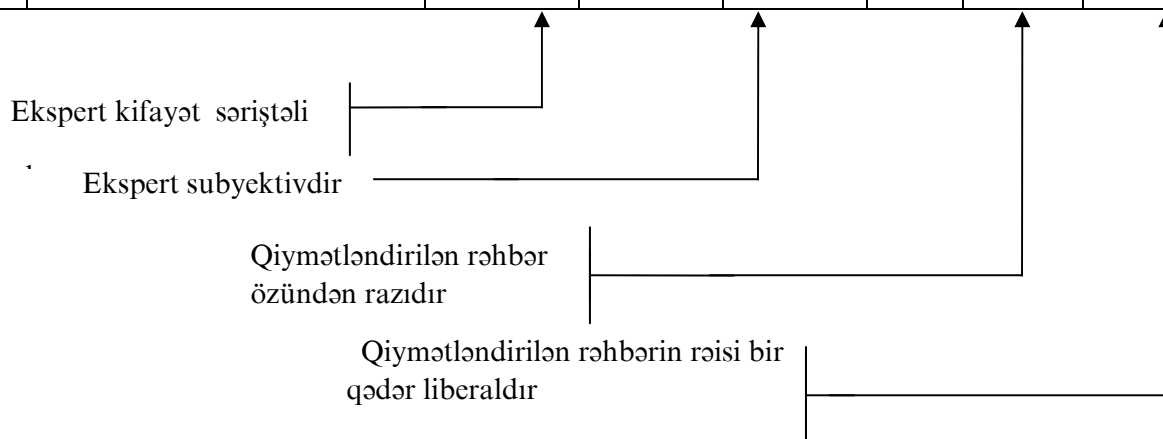 Ekspert kifayət səriştəli
Ekspert subyektivdir
Qiymətləndirilən rəhbər
özündən razıdır
Qiymətləndirilən rəhbərin rəisi bir
qədər liberaldır